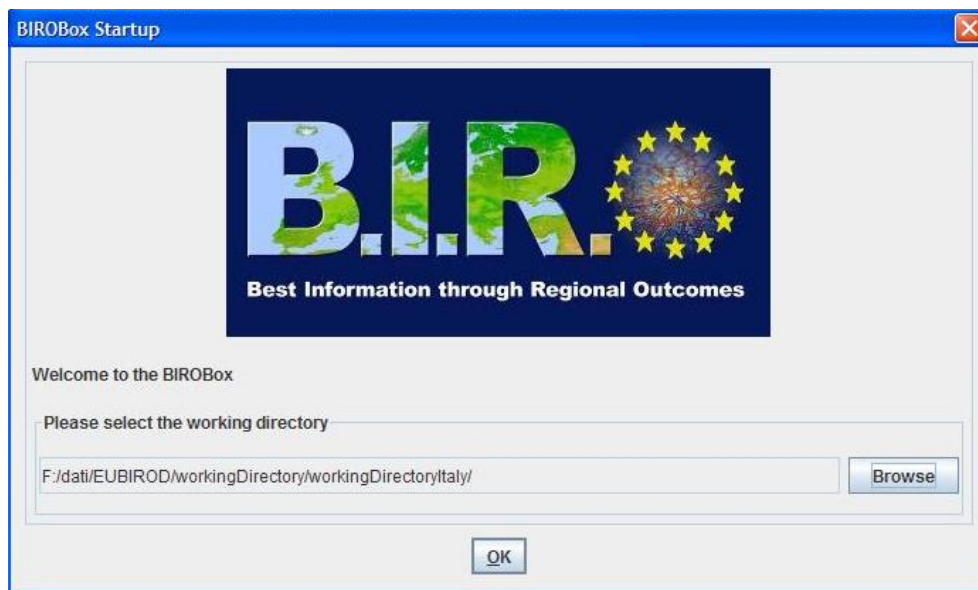 BIROBox Startup
B.I.R.
Best Information through Regional Outcomes
Welcome to the BIROBox
Please select the working directory
F:/dati/EUBIROD/workingDirectory/workingDirectoryItaly/
Browse
OK